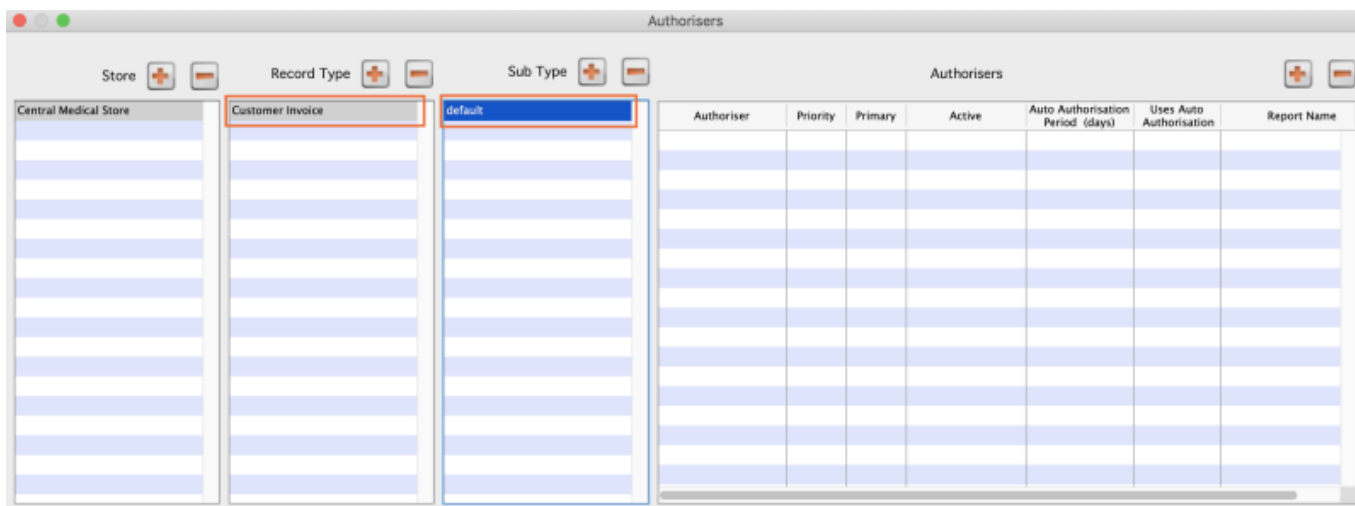 Authorisers
Store
Record Type
Sub Type
Authorisers
Central Medical Store
Customer Invoice
default
Authoriser
Priority
Primary
Active
Auto Authorisation
Period (days)
Uses Auto
Authorisation
Report Name